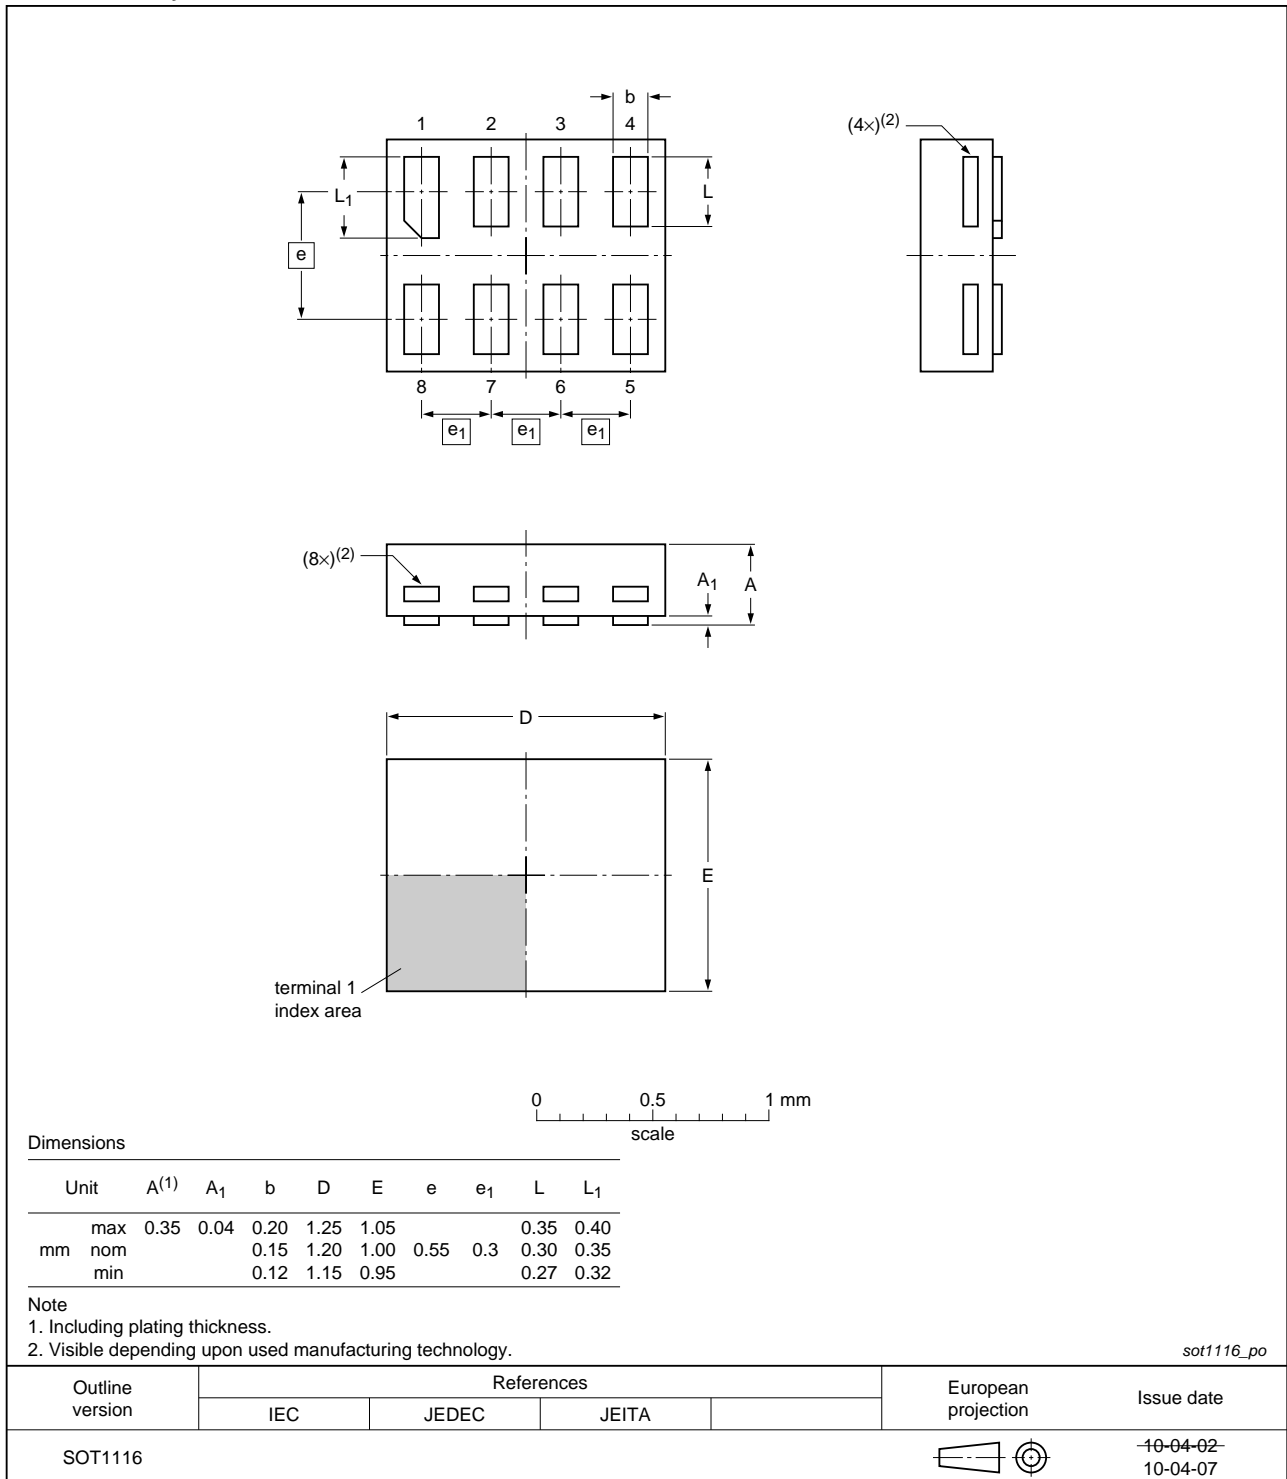 b
1 2 3 4
(4×)(2)
L1
L
e
8 7 6 5
e1 e1 e1
(8×)(2)
A1 A
D
E
terminal 1
index area
0 0.5 1 mm
scale
Dimensions
Unit A(1) A1 b D E e e1 L L1
max 0.35 0.04 0.20 1.25 1.05 0.35 0.40
mm nom 0.15 1.20 1.00 0.55 0.3 0.30 0.35
min 0.12 1.15 0.95 0.27 0.32
Note
1. Including plating thickness.
2. Visible depending upon used manufacturing technology.
sot1116_po
Outline version
References
European projection
Issue date
IEC JEDEC JEITA
SOT1116
10-04-02
10-04-07